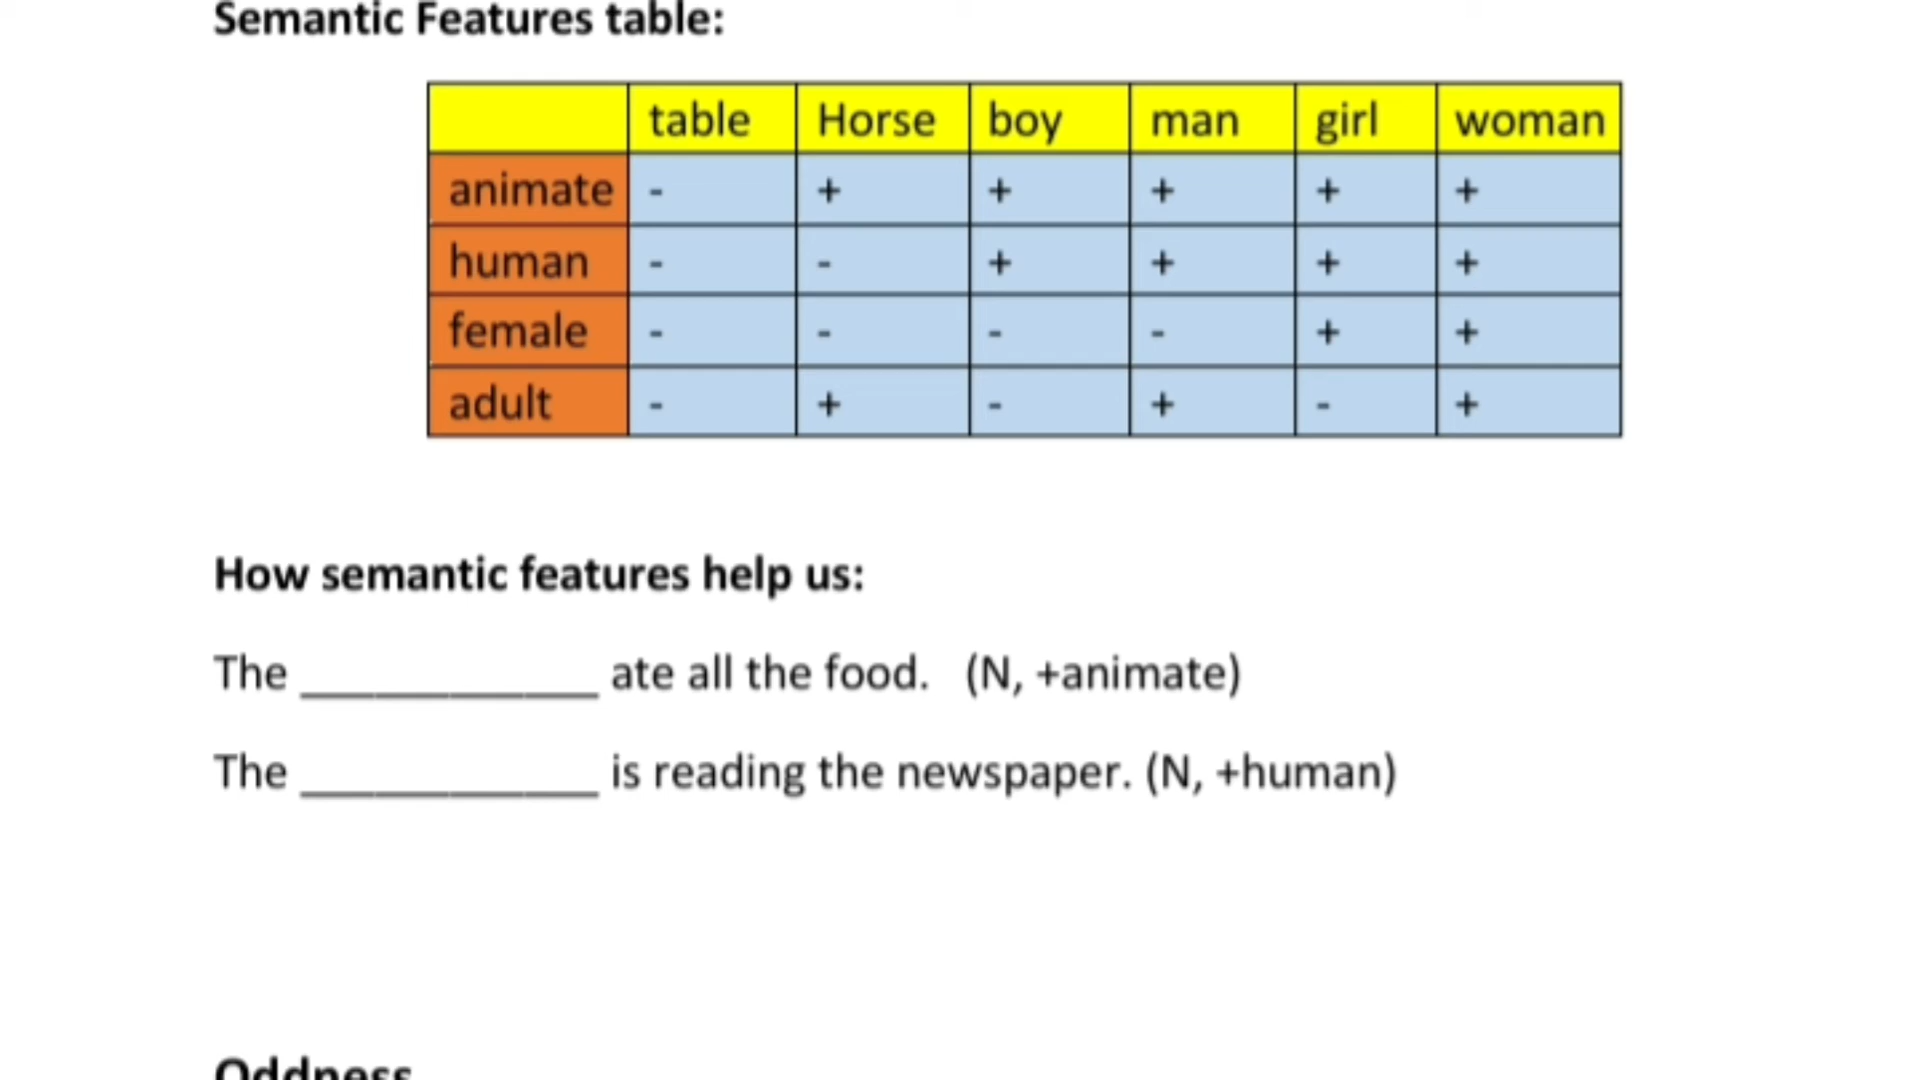 Semantic Features table:
table Horse boy man girl woman
animate - + + + + +
human - - + + + +
female - - - - + +
adult - + - + - +
How semantic features help us:
The ____________ ate all the food. (N, +animate)
The ____________ is reading the newspaper. (N, +human)
Oddness